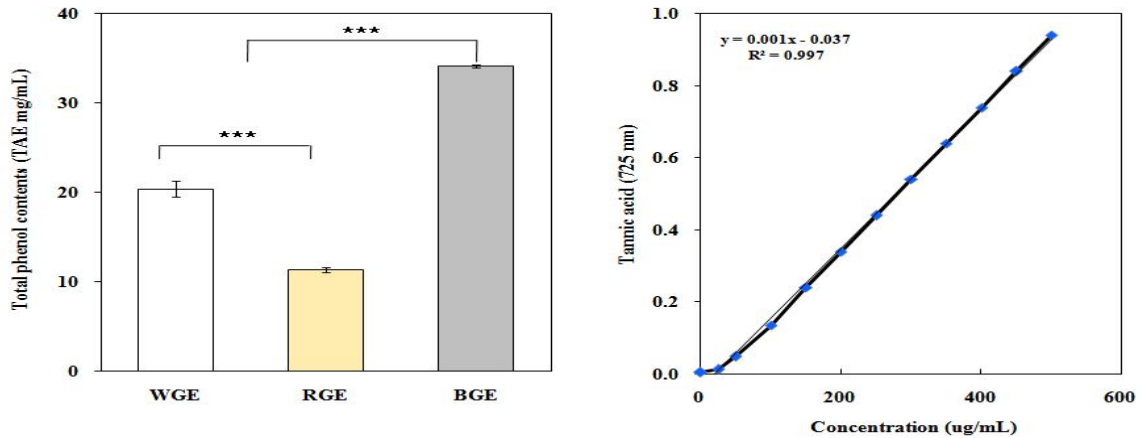 Total phenol contents (TAE mg/mL)
40
30
20
10
0
***
***
WGE RGE BGE
Tannic acid (725 nm)
1.0
0.8
0.6
0.4
0.2
0.0
y = 0.001x - 0.037
R² = 0.997
0 200 400 600
Concentration (ug/mL)